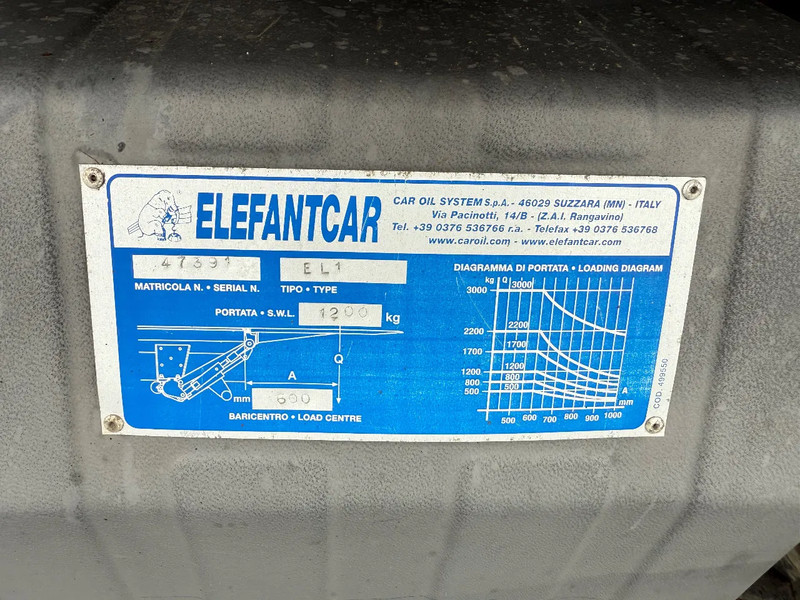 ELEFANTCAR
CAR OIL SYSTEM S.p.A. - 46029 SUZZARA (MN) - ITALY
Via Pacinotti, 14/B - (Z.A.I. Rangavino)
Tel. +39 0376 536766 r.a. - Telefax +39 0376 536768
www.caroil.com - www.elefantcar.com
47391 EL1
MATRICOLA N. • SERIAL N. TIPO • TYPE
PORTATA • S.W.L. 1200 kg
Q
A
mm 600
BARICENTRO • LOAD CENTRE
DIAGRAMMA DI PORTATA • LOADING DIAGRAM
kg Q
3000 3000
2200 2200
1700 1700
1200 1200
800 800
500 500
A
mm
500 600 700 800 900 1000
COD. 499550